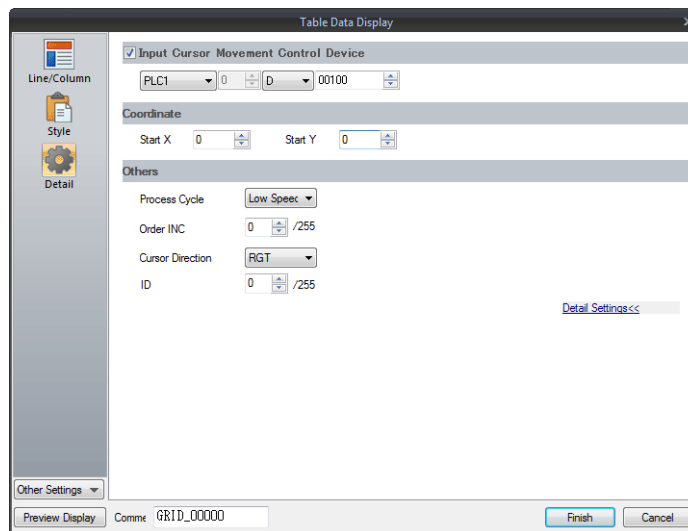 Table Data Display
Line/Column
Style
Detail
Input Cursor Movement Control Device
PLC1 0 D 00100
Coordinate
Start X 0 Start Y 0
Others
Process Cycle Low Speec
Order INC 0 /255
Cursor Direction RGT
ID 0 /255
Detail Settings<<
Other Settings
Preview Display Comme GRID_00000 Finish Cancel